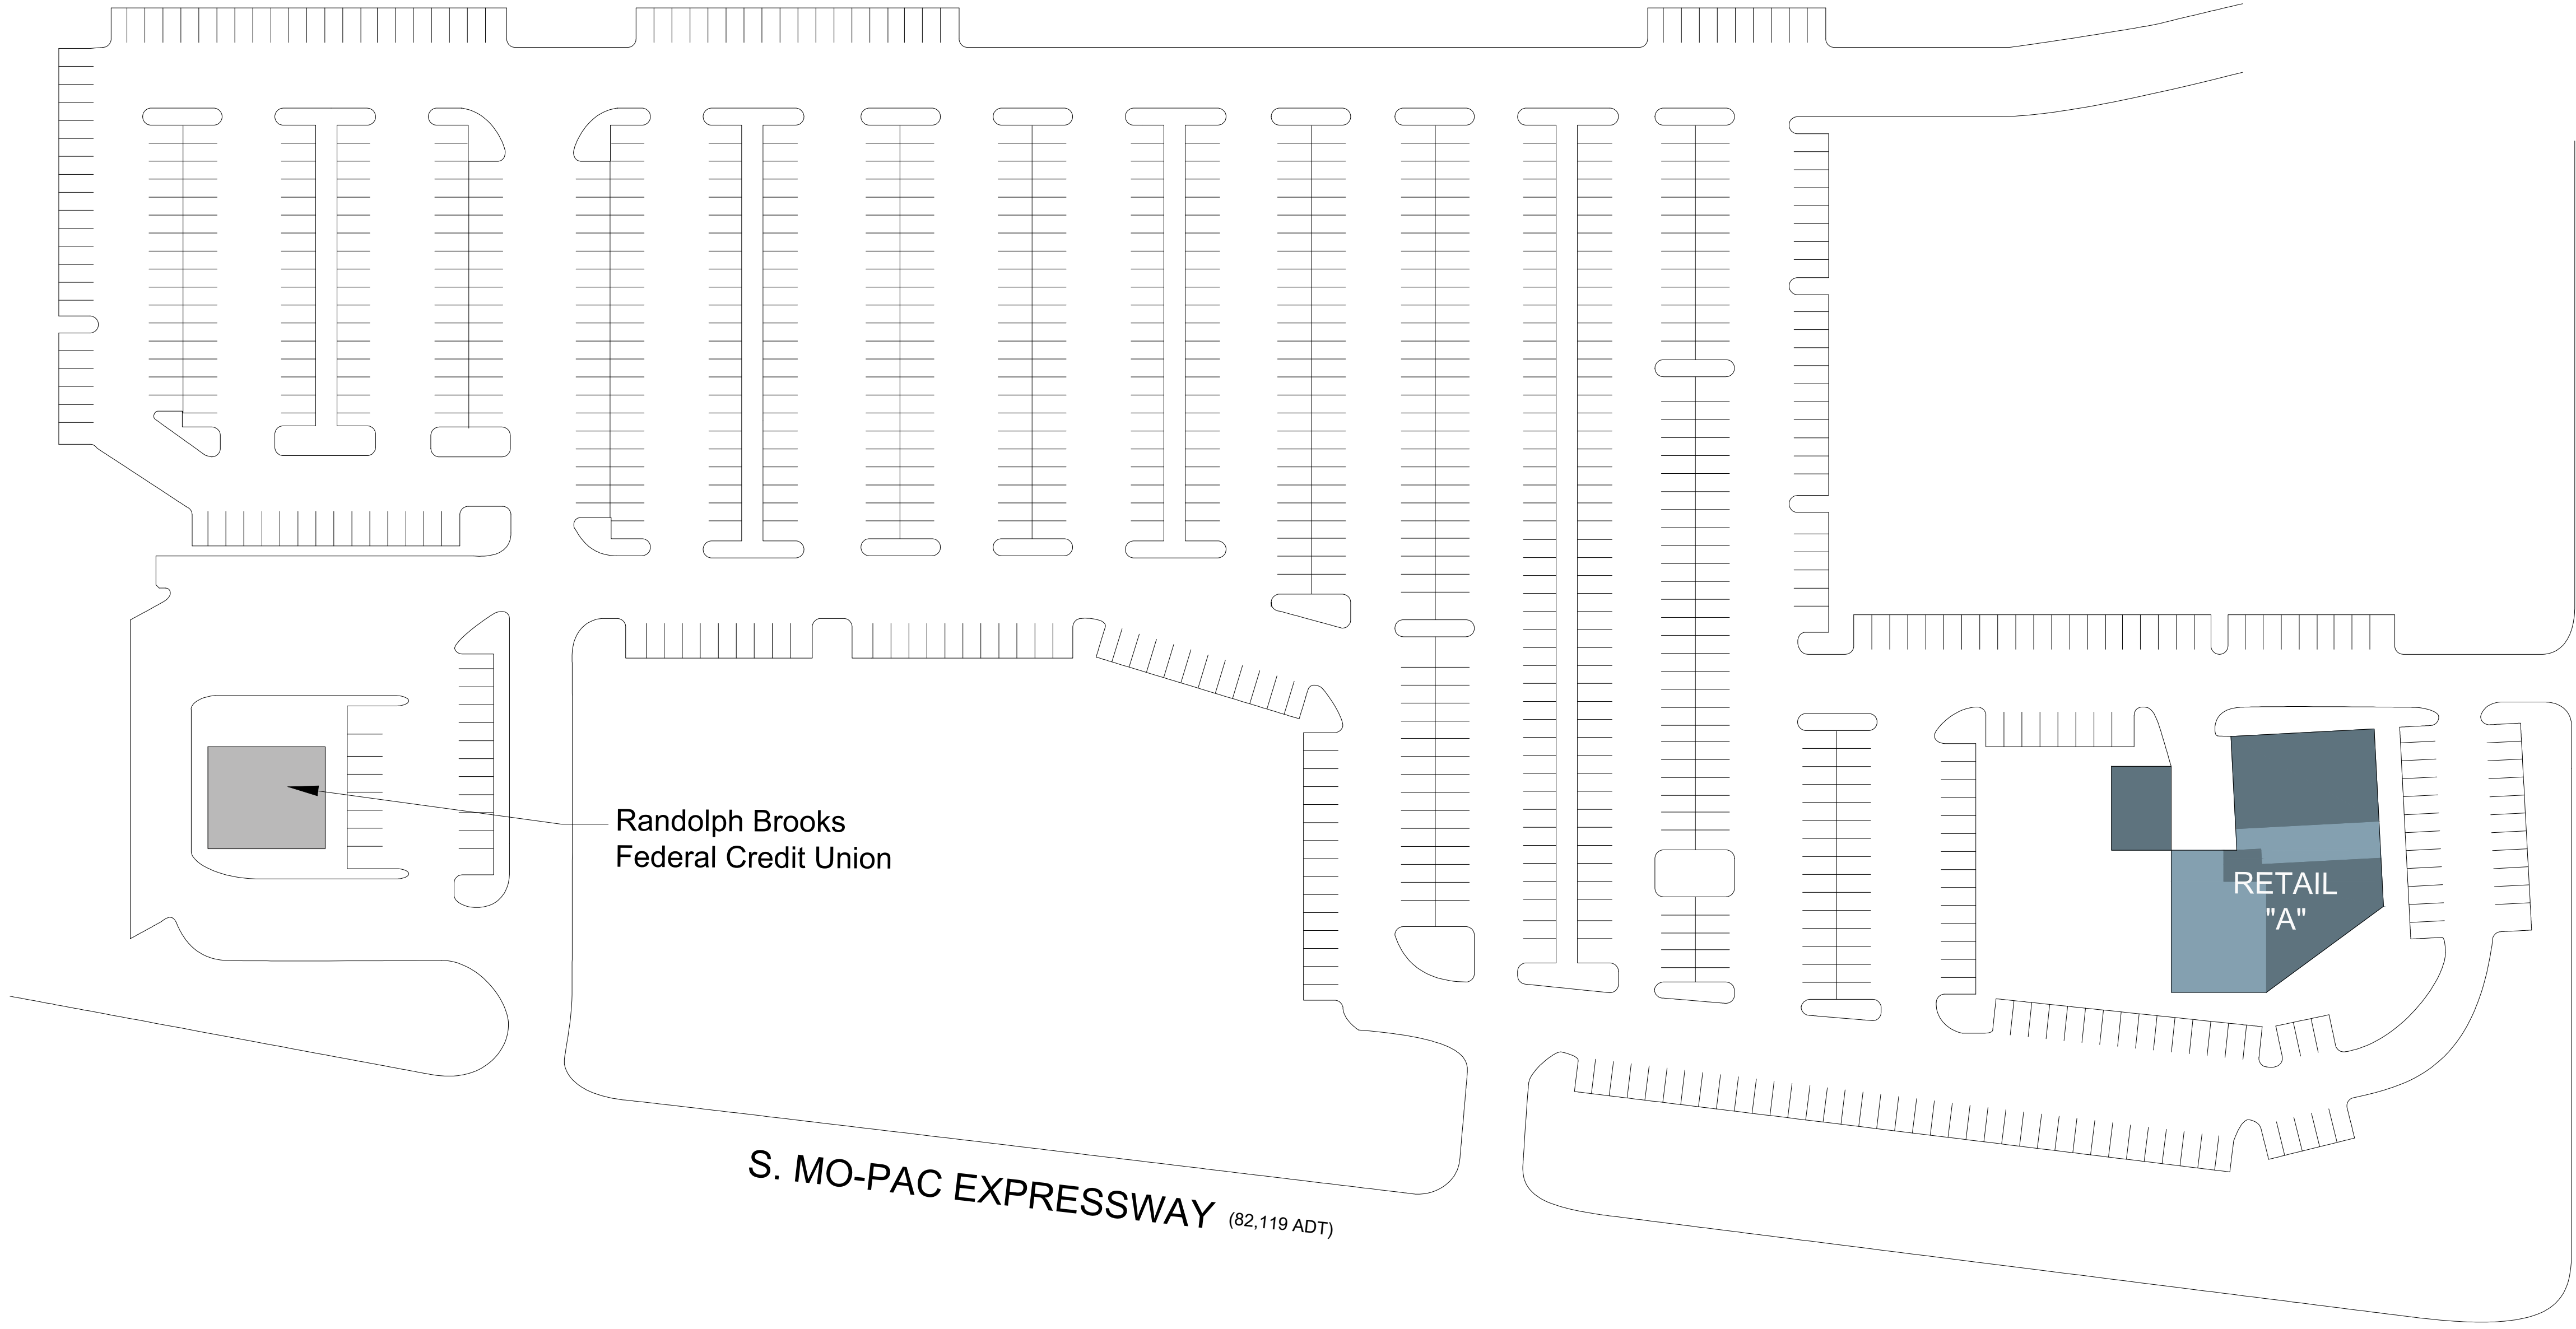 Randolph Brooks
Federal Credit Union
RETAIL
"A"
S. MO-PAC EXPRESSWAY (82,119 ADT)